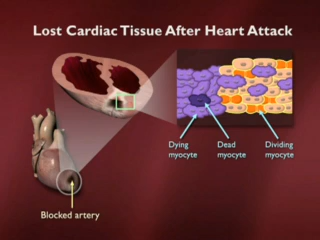 Lost Cardiac Tissue After Heart Attack
Dying Dead Dividing
myocyte myocyte myocyte
Blocked artery